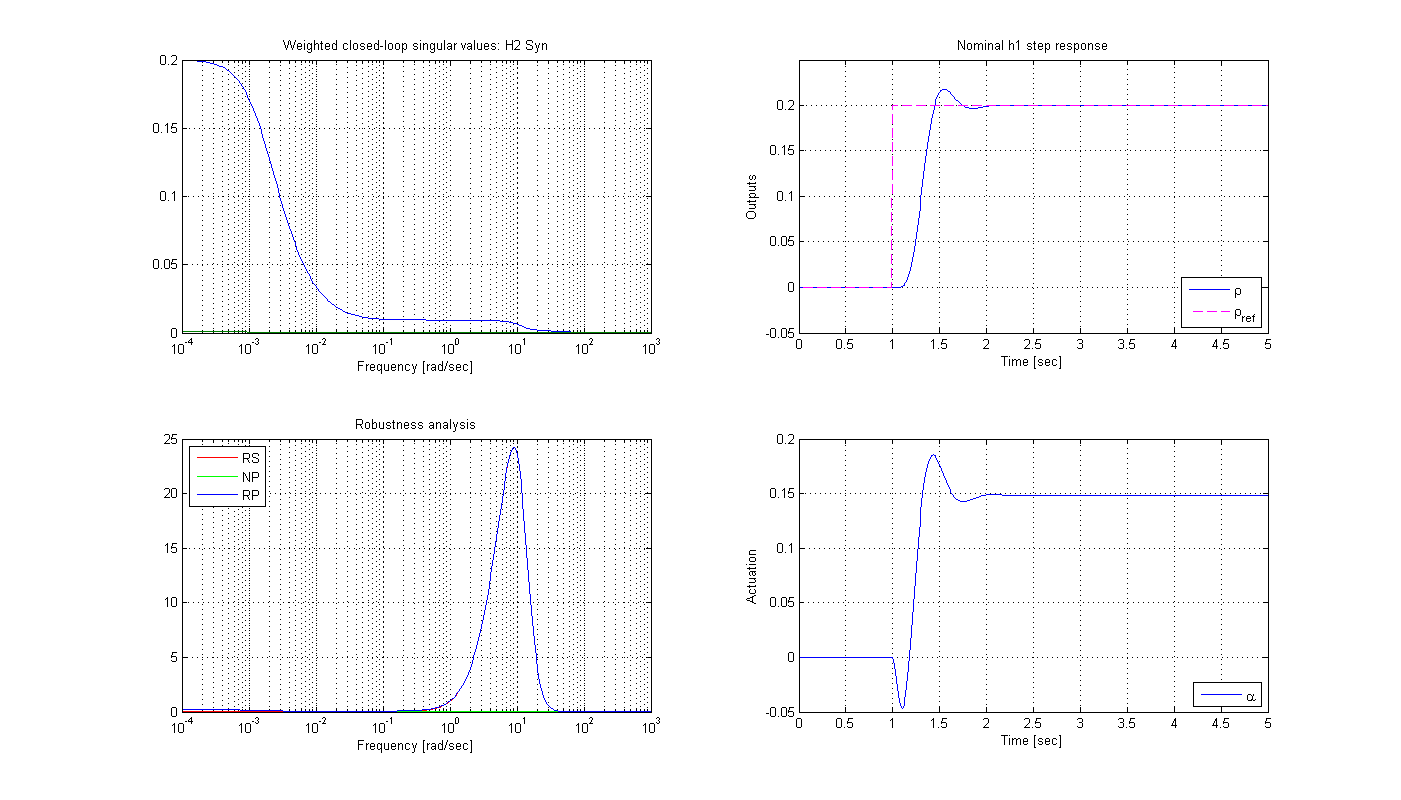 Weighted closed-loop singular values: H2 Syn
0.2
0.15
0.1
0.05
0
10^-4 10^-3 10^-2 10^-1 10^0 10^1 10^2 10^3
Frequency [rad/sec]
Nominal h1 step response
Outputs
0.2
0.15
0.1
0.05
0
-0.05
0 0.5 1 1.5 2 2.5 3 3.5 4 4.5 5
Time [sec]
ρ
ρref
Robustness analysis
25
20
15
10
5
0
RS
NP
RP
10^-4 10^-3 10^-2 10^-1 10^0 10^1 10^2 10^3
Frequency [rad/sec]
Actuation
0.2
0.15
0.1
0.05
0
-0.05
α
0 0.5 1 1.5 2 2.5 3 3.5 4 4.5 5
Time [sec]